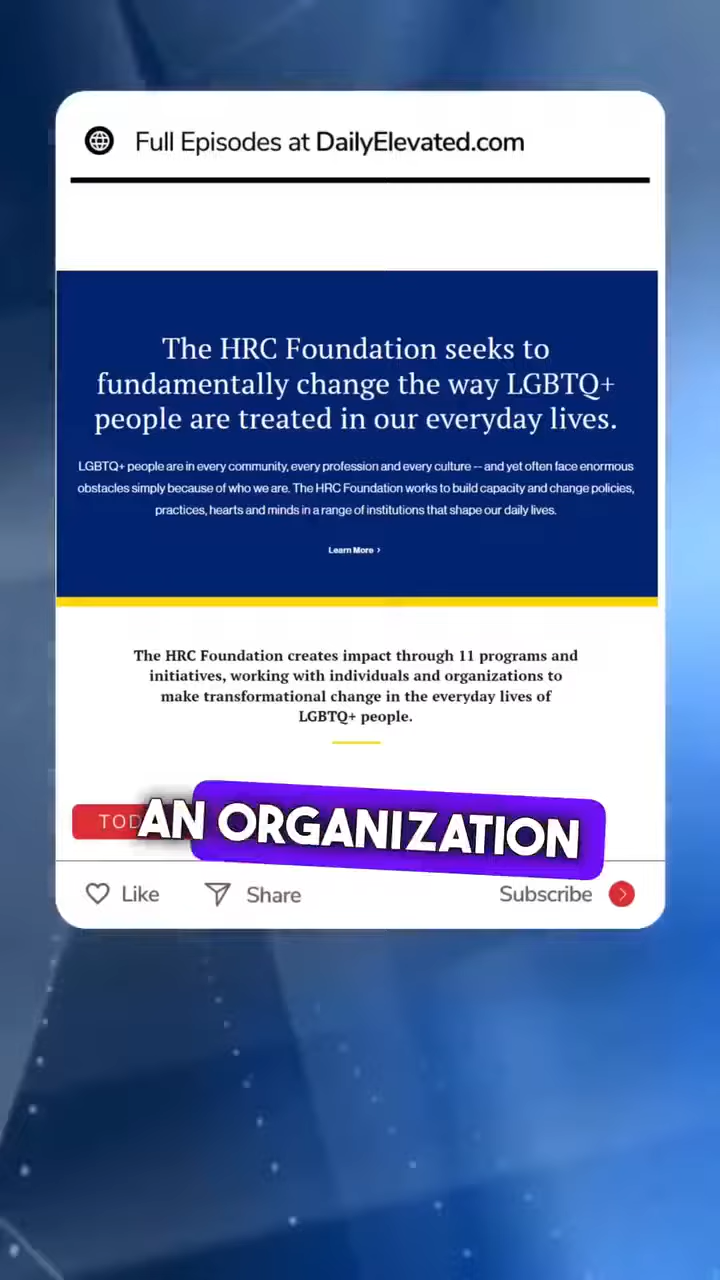 Full Episodes at DailyElevated.com
The HRC Foundation seeks to
fundamentally change the way LGBTQ+
people are treated in our everyday lives.
LGBTQ+ people are in every community, every profession and every culture -- and yet often face enormous
obstacles simply because of who we are. The HRC Foundation works to build capacity and change policies,
practices, hearts and minds in a range of institutions that shape our daily lives.
Learn More ›
The HRC Foundation creates impact through 11 programs and
initiatives, working with individuals and organizations to
make transformational change in the everyday lives of
LGBTQ+ people.
AN ORGANIZATION
Like Share Subscribe